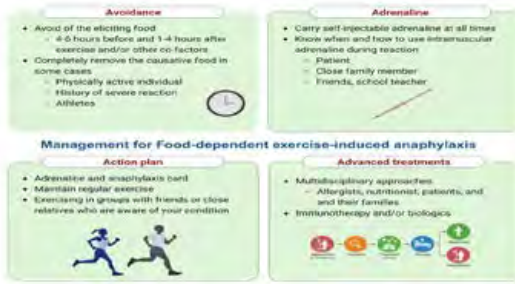 Avoidance
• Avoid of the eliciting food
- 4-6 hours before and 1-4 hours after
exercise and/or other co-factors
• Completely remove the causative food in
some cases
- Physically active individual
- History of severe reaction
- Athletes
Adrenaline
• Carry self-injectable adrenaline at all times
• Know when and how to use intramuscular
adrenaline during reaction
- Patient
- Close family member
- Friends, school teacher
Management for Food-dependent exercise-induced anaphylaxis
Action plan
• Adrenaline and anaphylaxis card
• Maintain regular exercise
• Exercising in groups with friends or close
relatives who are aware of your condition
Advanced treatments
• Multidisciplinary approaches
- Allergists, nutritionist, patients, and
and their families
• Immunotherapy and/or biologics